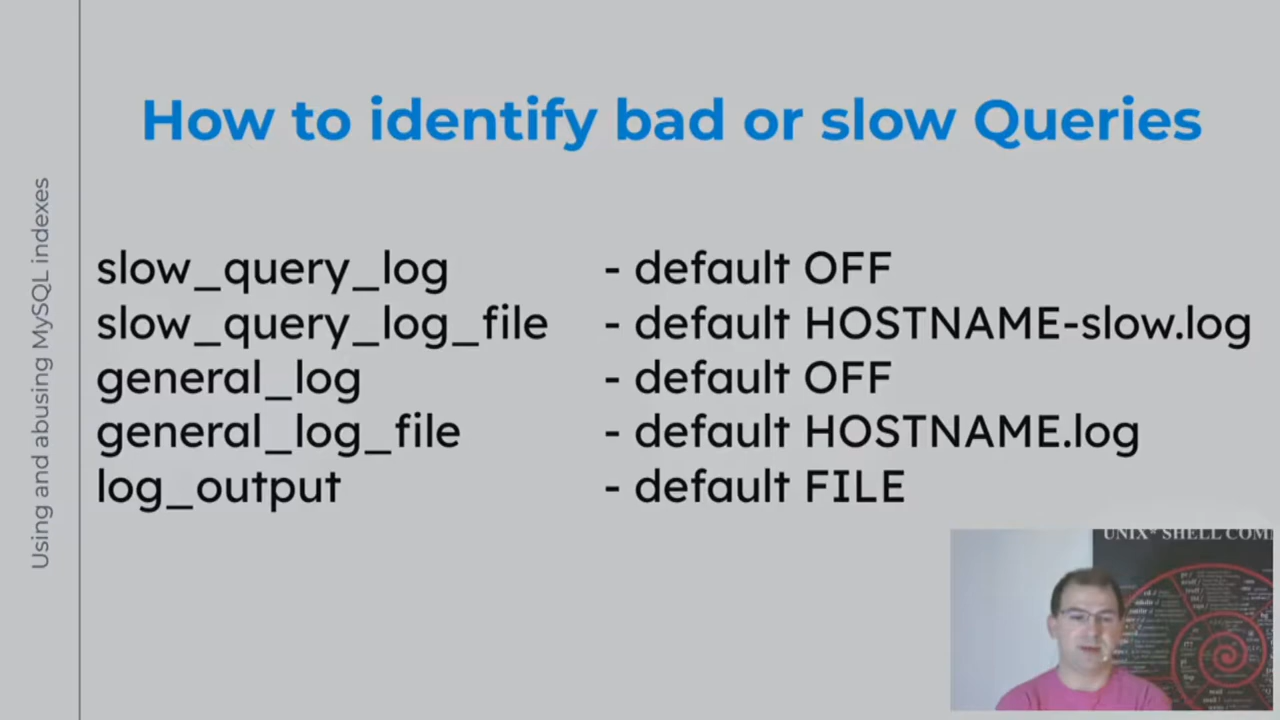 How to identify bad or slow Queries
Using and abusing MySQL indexes
slow_query_log - default OFF
slow_query_log_file - default HOSTNAME-slow.log
general_log - default OFF
general_log_file - default HOSTNAME.log
log_output - default FILE
UNIX® SHELL COM